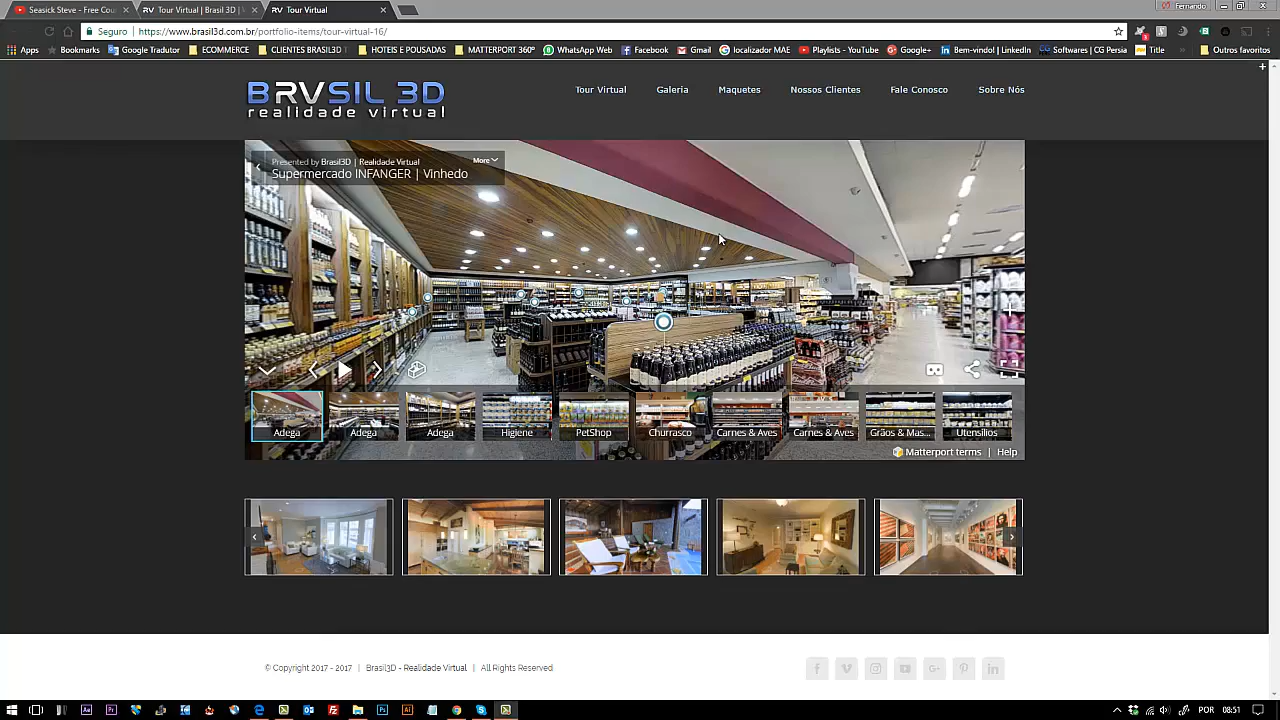 Seasick Steve - Free Cou
Tour Virtual | Brasil 3D |
Tour Virtual
Fernando
Seguro
https://www.brasil3d.com.br/portfolio-items/tour-virtual-16/
Apps
Bookmarks
Google Tradutor
ECOMMERCE
CLIENTES BRASIL3D
HOTEIS E POUSADAS
MATTERPORT 360º
WhatsApp Web
Facebook
Gmail
localizador MAE
Playlists - YouTube
Google+
Bem-vindo! | LinkedIn
Softwares | CG Persia
Title
Outros favoritos
BRVSIL 3D
realidade virtual
Tour Virtual
Galeria
Maquetes
Nossos Clientes
Fale Conosco
Sobre Nós
Presented by Brasil3D | Realidade Virtual
More
Supermercado INFANGER | Vinhedo
Adega
Adega
Adega
Higiene
PetShop
Churrasco
Carnes & Aves
Carnes & Aves
Grãos & Mas...
Utensílios
Matterport terms | Help
© Copyright 2017 - 2017 | Brasil3D - Realidade Virtual | All Rights Reserved.
POR 08:51